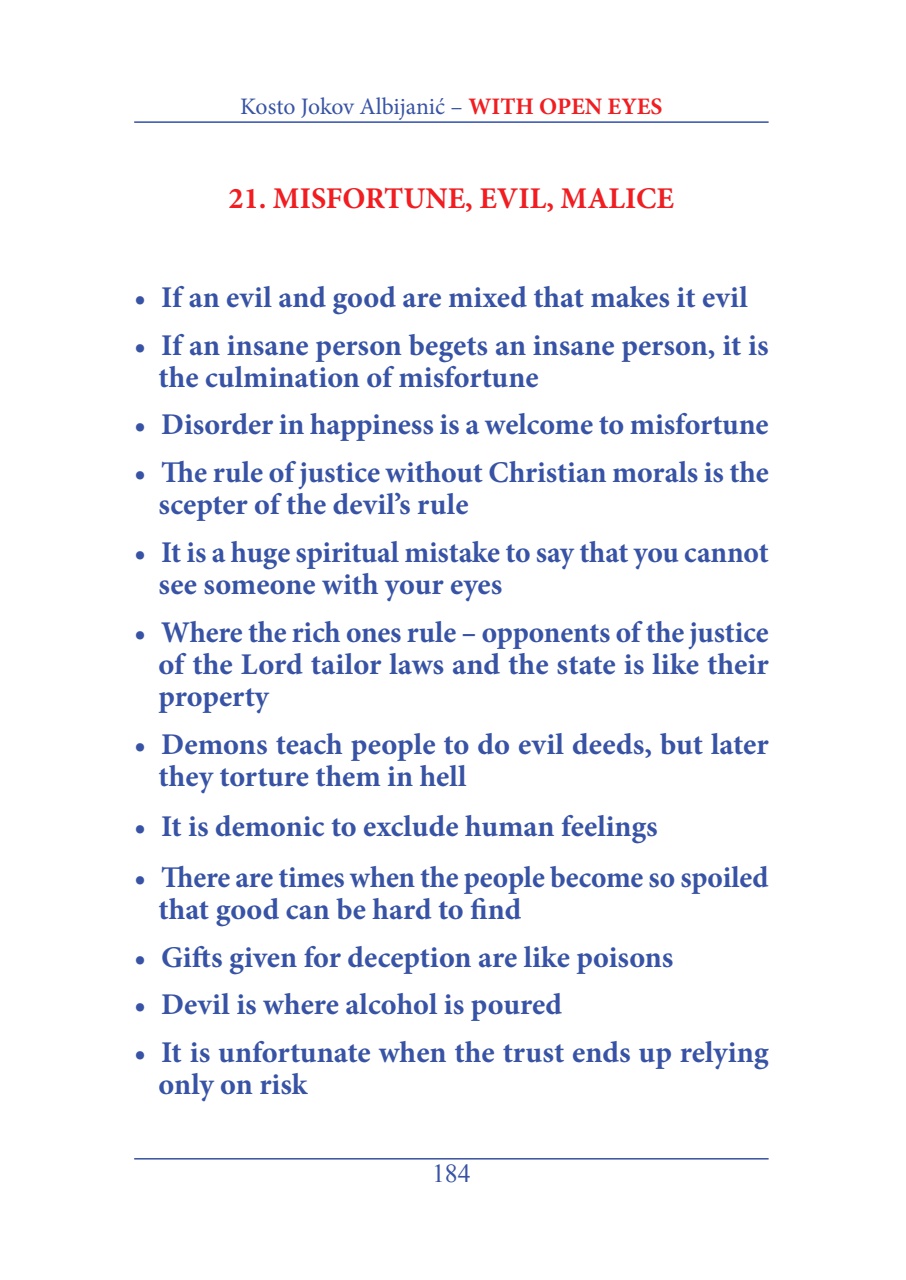 Kosto Jokov Albijanić – WITH OPEN EYES
21. MISFORTUNE, EVIL, MALICE
• If an evil and good are mixed that makes it evil
• If an insane person begets an insane person, it is
the culmination of misfortune
• Disorder in happiness is a welcome to misfortune
• The rule of justice without Christian morals is the
scepter of the devil’s rule
• It is a huge spiritual mistake to say that you cannot
see someone with your eyes
• Where the rich ones rule – opponents of the justice
of the Lord tailor laws and the state is like their
property
• Demons teach people to do evil deeds, but later
they torture them in hell
• It is demonic to exclude human feelings
• There are times when the people become so spoiled
that good can be hard to find
• Gifts given for deception are like poisons
• Devil is where alcohol is poured
• It is unfortunate when the trust ends up relying
only on risk
184